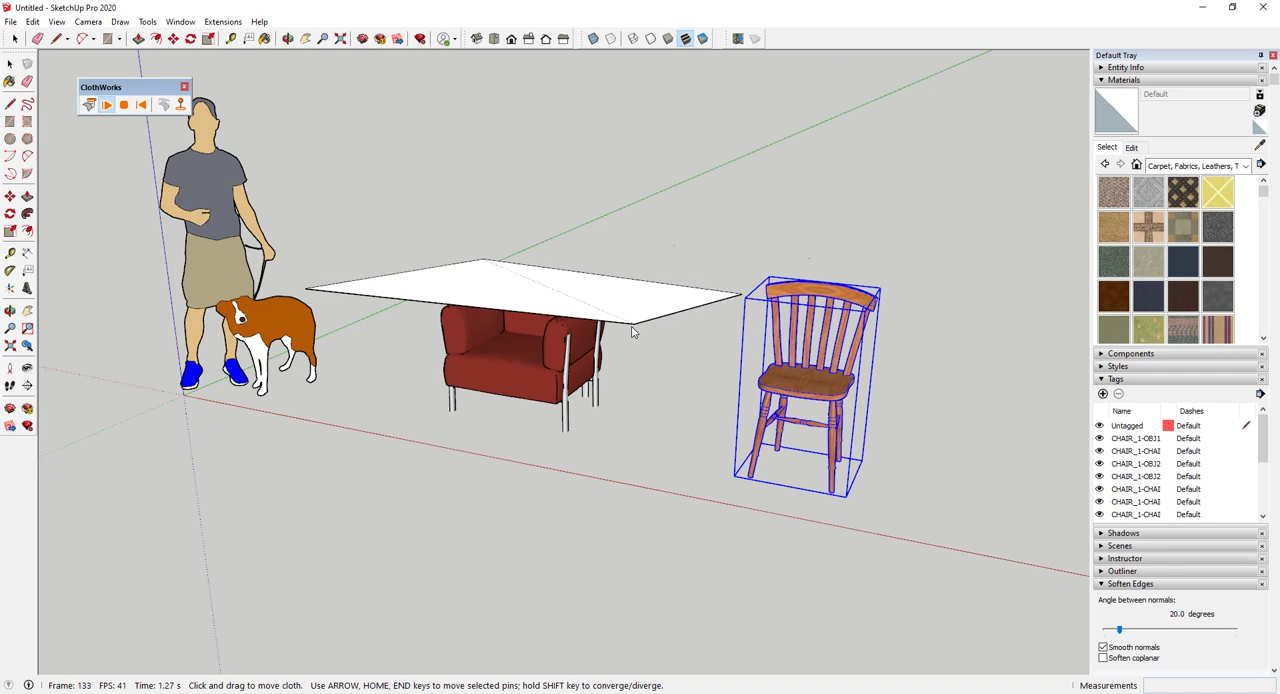 Untitled - SketchUp Pro 2020
File Edit View Camera Draw Tools Window Extensions Help
ClothWorks
Default Tray
Entity Info
Materials
Default
Select Edit
Carpet, Fabrics, Leathers, T
Components
Styles
Tags
Name Dashes
Untagged Default
CHAIR_1-OBJ1 Default
CHAIR_1-CHAI Default
CHAIR_1-OBJ2 Default
CHAIR_1-OBJ2 Default
CHAIR_1-CHAI Default
CHAIR_1-CHAI Default
CHAIR_1-CHAI Default
Shadows
Scenes
Instructor
Outliner
Soften Edges
Angle between normals:
20.0 degrees
Smooth normals
Soften coplanar
Frame: 133 FPS: 41 Time: 1.27 s Click and drag to move cloth. Use ARROW, HOME, END keys to move selected pins; hold SHIFT key to converge/diverge.
Measurements